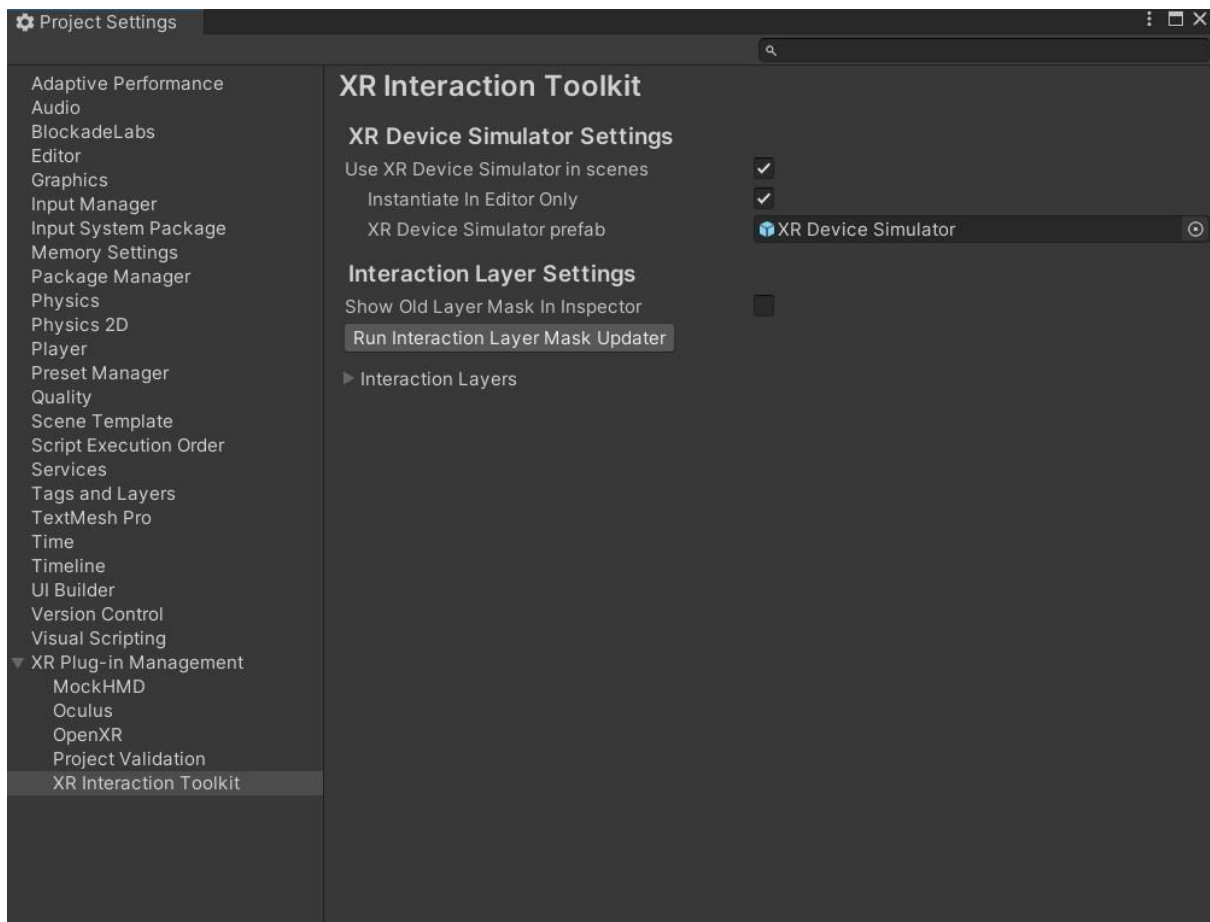 Project Settings
Adaptive Performance
Audio
BlockadeLabs
Editor
Graphics
Input Manager
Input System Package
Memory Settings
Package Manager
Physics
Physics 2D
Player
Preset Manager
Quality
Scene Template
Script Execution Order
Services
Tags and Layers
TextMesh Pro
Time
Timeline
UI Builder
Version Control
Visual Scripting
XR Plug-in Management
MockHMD
Oculus
OpenXR
Project Validation
XR Interaction Toolkit
XR Interaction Toolkit
XR Device Simulator Settings
Use XR Device Simulator in scenes
Instantiate In Editor Only
XR Device Simulator prefab XR Device Simulator
Interaction Layer Settings
Show Old Layer Mask In Inspector
Run Interaction Layer Mask Updater
Interaction Layers